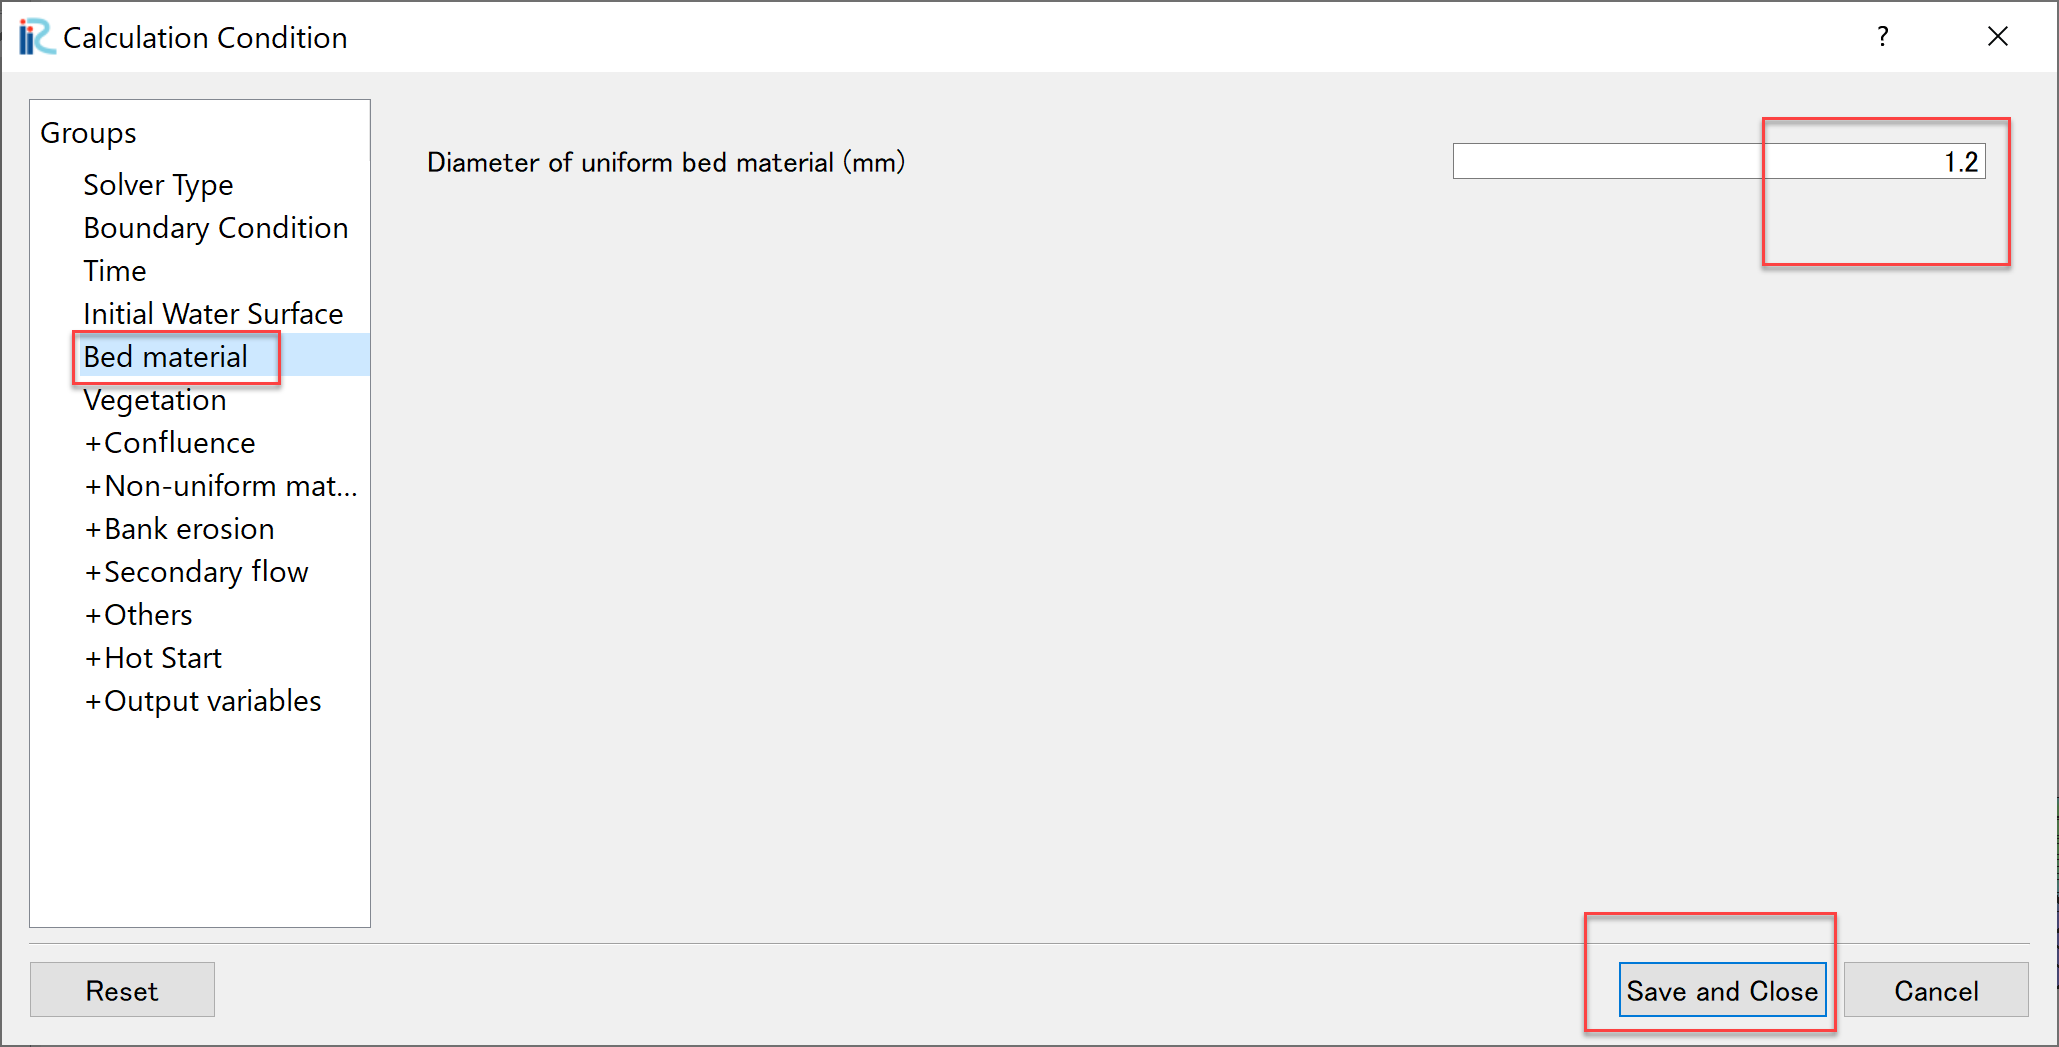 iRC Calculation Condition
?
Groups
Solver Type
Boundary Condition
Time
Initial Water Surface
Bed material
Vegetation
+Confluence
+Non-uniform mat...
+Bank erosion
+Secondary flow
+Others
+Hot Start
+Output variables
Diameter of uniform bed material (mm)
1.2
Reset
Save and Close
Cancel